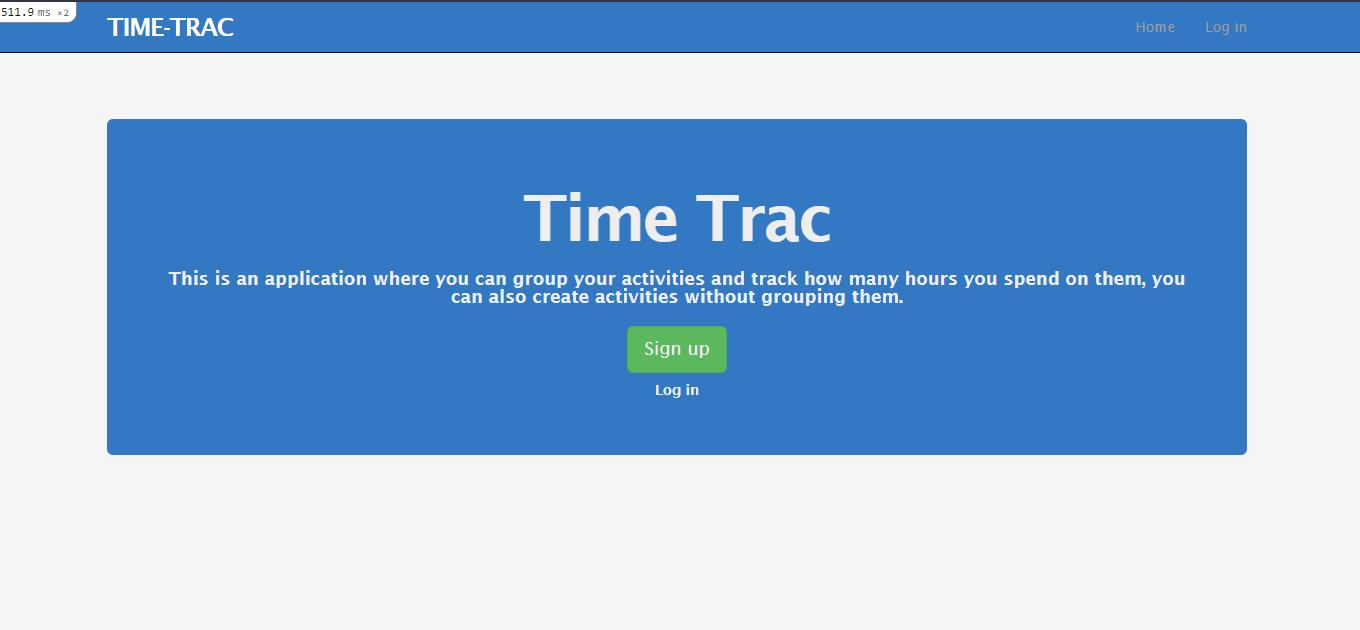 511.9 ms ×2
TIME-TRAC
Home
Log in
Time Trac
This is an application where you can group your activities and track how many hours you spend on them, you
can also create activities without grouping them.
Sign up
Log in